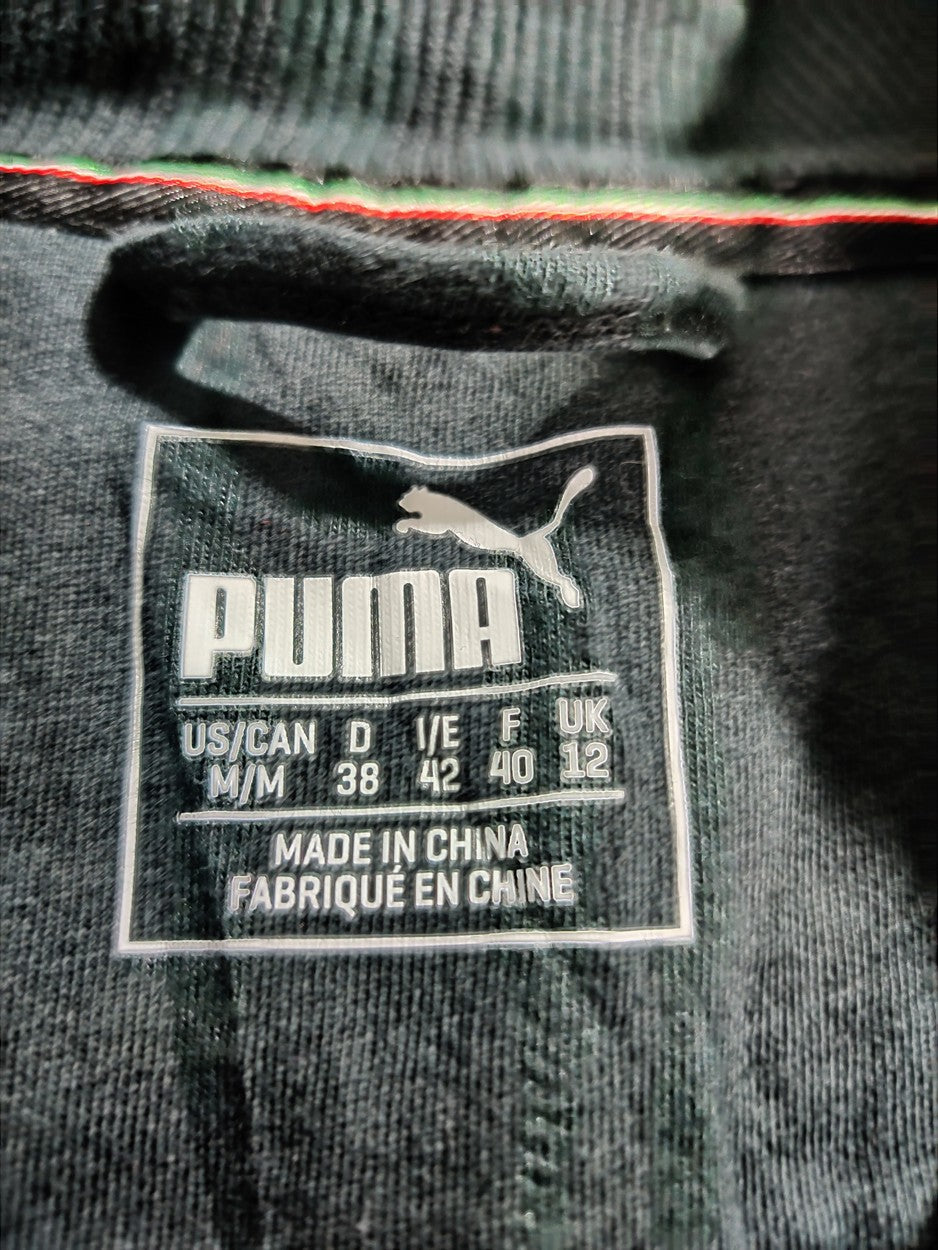 PUMA
US/CAN D I/E F UK
M/M 38 42 40 12
MADE IN CHINA
FABRIQUÉ EN CHINE